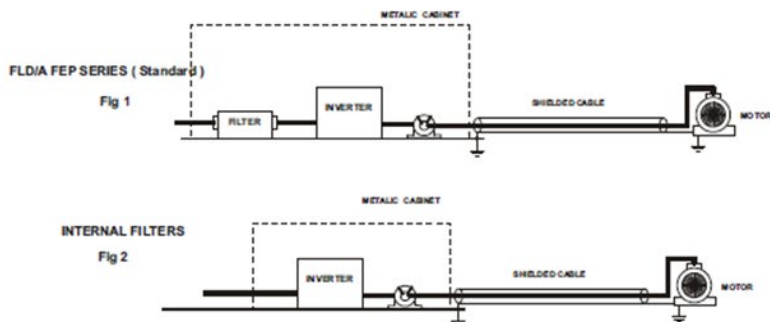 METALIC CABINET
FLD/A FEP SERIES ( Standard )
Fig 1
INVERTER
FILTER
SHIELDED CABLE
MOTOR
METALIC CABINET
INTERNAL FILTERS
Fig 2
INVERTER
SHIELDED CABLE
MOTOR